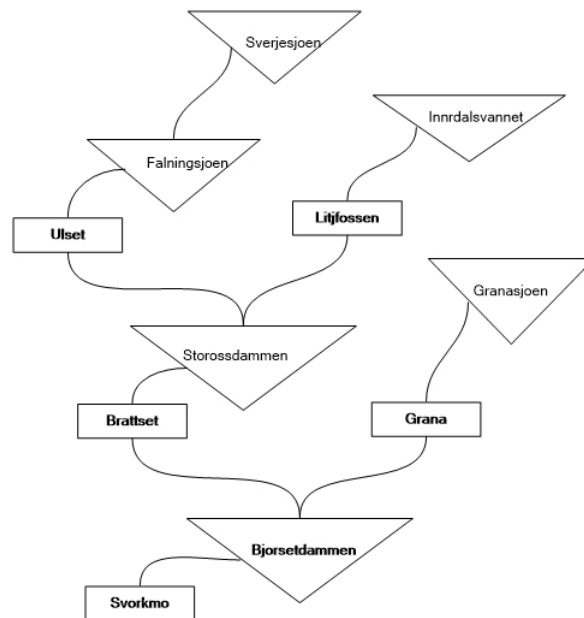 Sverjesjoen
Innrdalsvannet
Falningsjoen
Ulset
Litjfossen
Granasjoen
Storossdammen
Brattset
Grana
Bjorsetdammen
Svorkmo